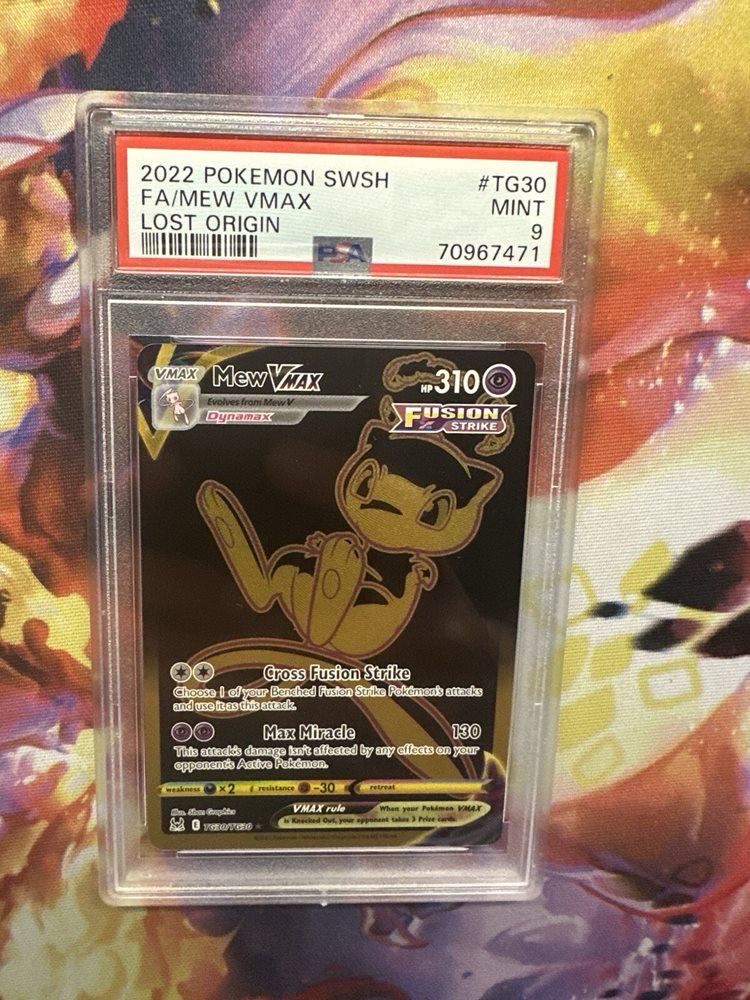 2022 POKEMON SWSH #TG30
FA/MEW VMAX MINT
LOST ORIGIN 9
PSA 70967471
VMAX Mew VMAX HP 310
Evolves from Mew V
Dynamax
FUSION
STRIKE
Cross Fusion Strike
Choose 1 of your Benched Fusion Strike Pokémon's attacks
and use it as this attack.
Max Miracle 130
This attack's damage isn't affected by any effects on your
opponent's Active Pokémon.
weakness ×2 resistance -30 retreat
Illus. Shan Graphics
VMAX rule When your Pokémon VMAX
is Knocked Out, your opponent takes 3 Prize cards.
E TG30/TG30